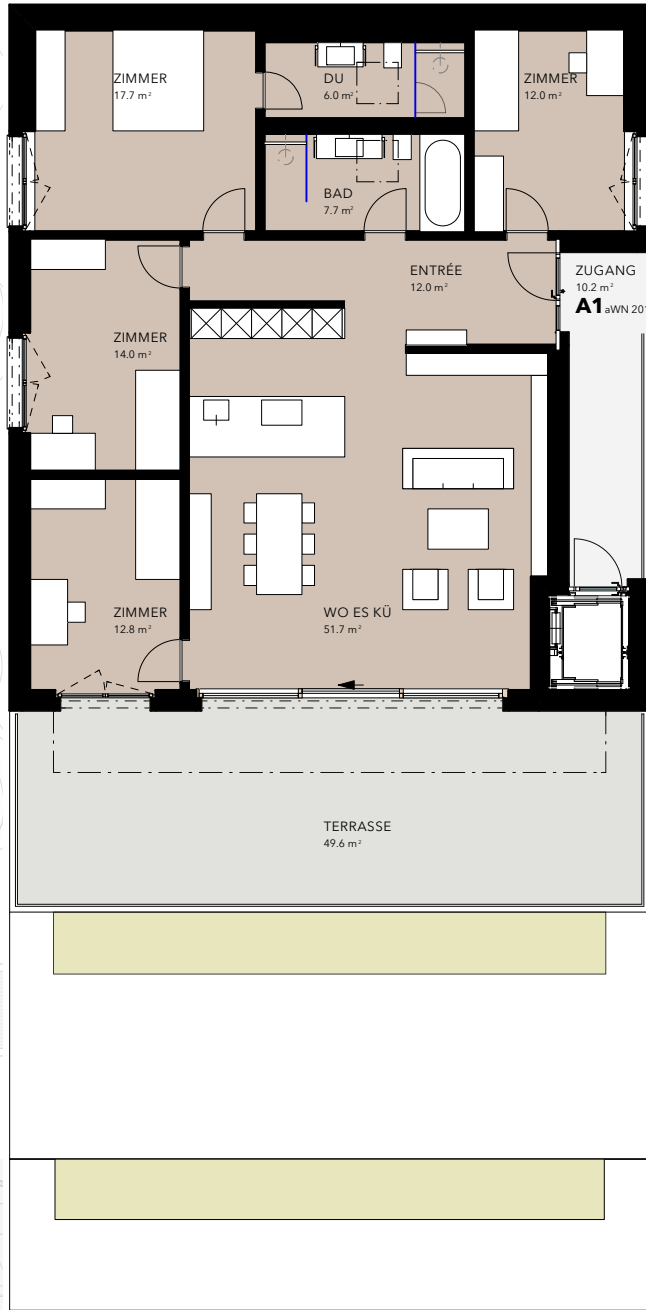 ZIMMER
17.7 m²
DU
6.0 m²
ZIMMER
12.0 m²
BAD
7.7 m²
ENTRÉE
12.0 m²
ZUGANG
10.2 m²
A1 aWN 201
ZIMMER
14.0 m²
ZIMMER
12.8 m²
WO ES KÜ
51.7 m²
TERRASSE
49.6 m²